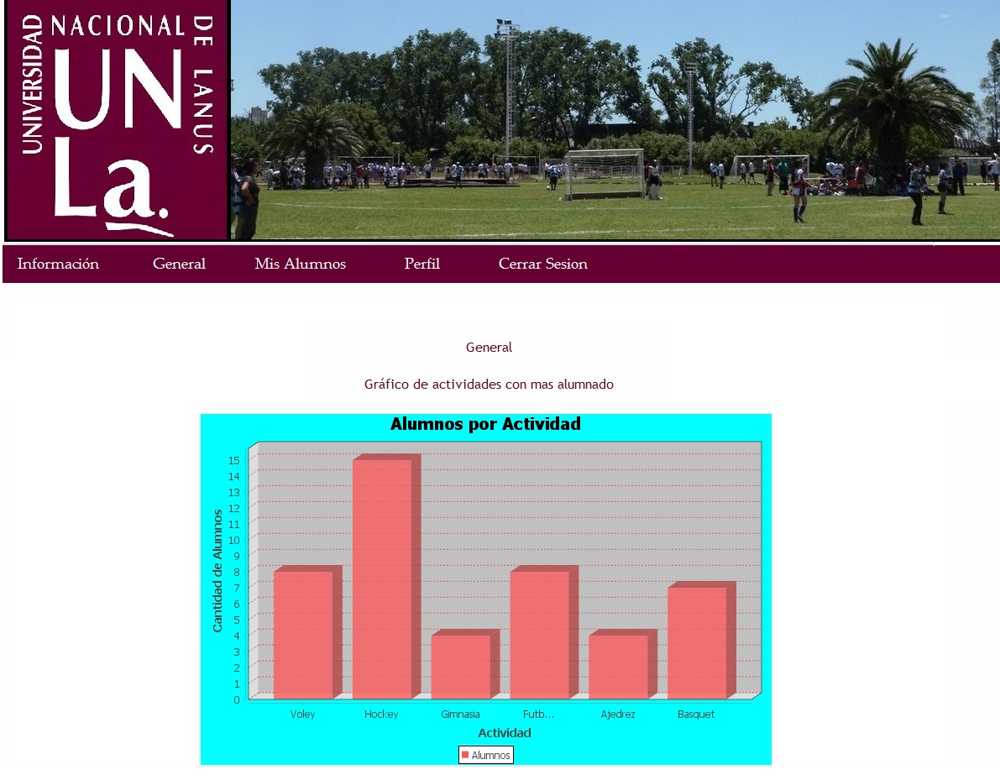 UNIVERSIDAD
NACIONAL
DE LANUS
UN
La.
Información General Mis Alumnos Perfil Cerrar Sesion
General
Gráfico de actividades con mas alumnado
Alumnos por Actividad
Cantidad de Alumnos
15
14
13
12
11
10
9
8
7
6
5
4
3
2
1
0
Voley Hockey Gimnasia Futb... Ajedrez Basquet
Actividad
Alumnos